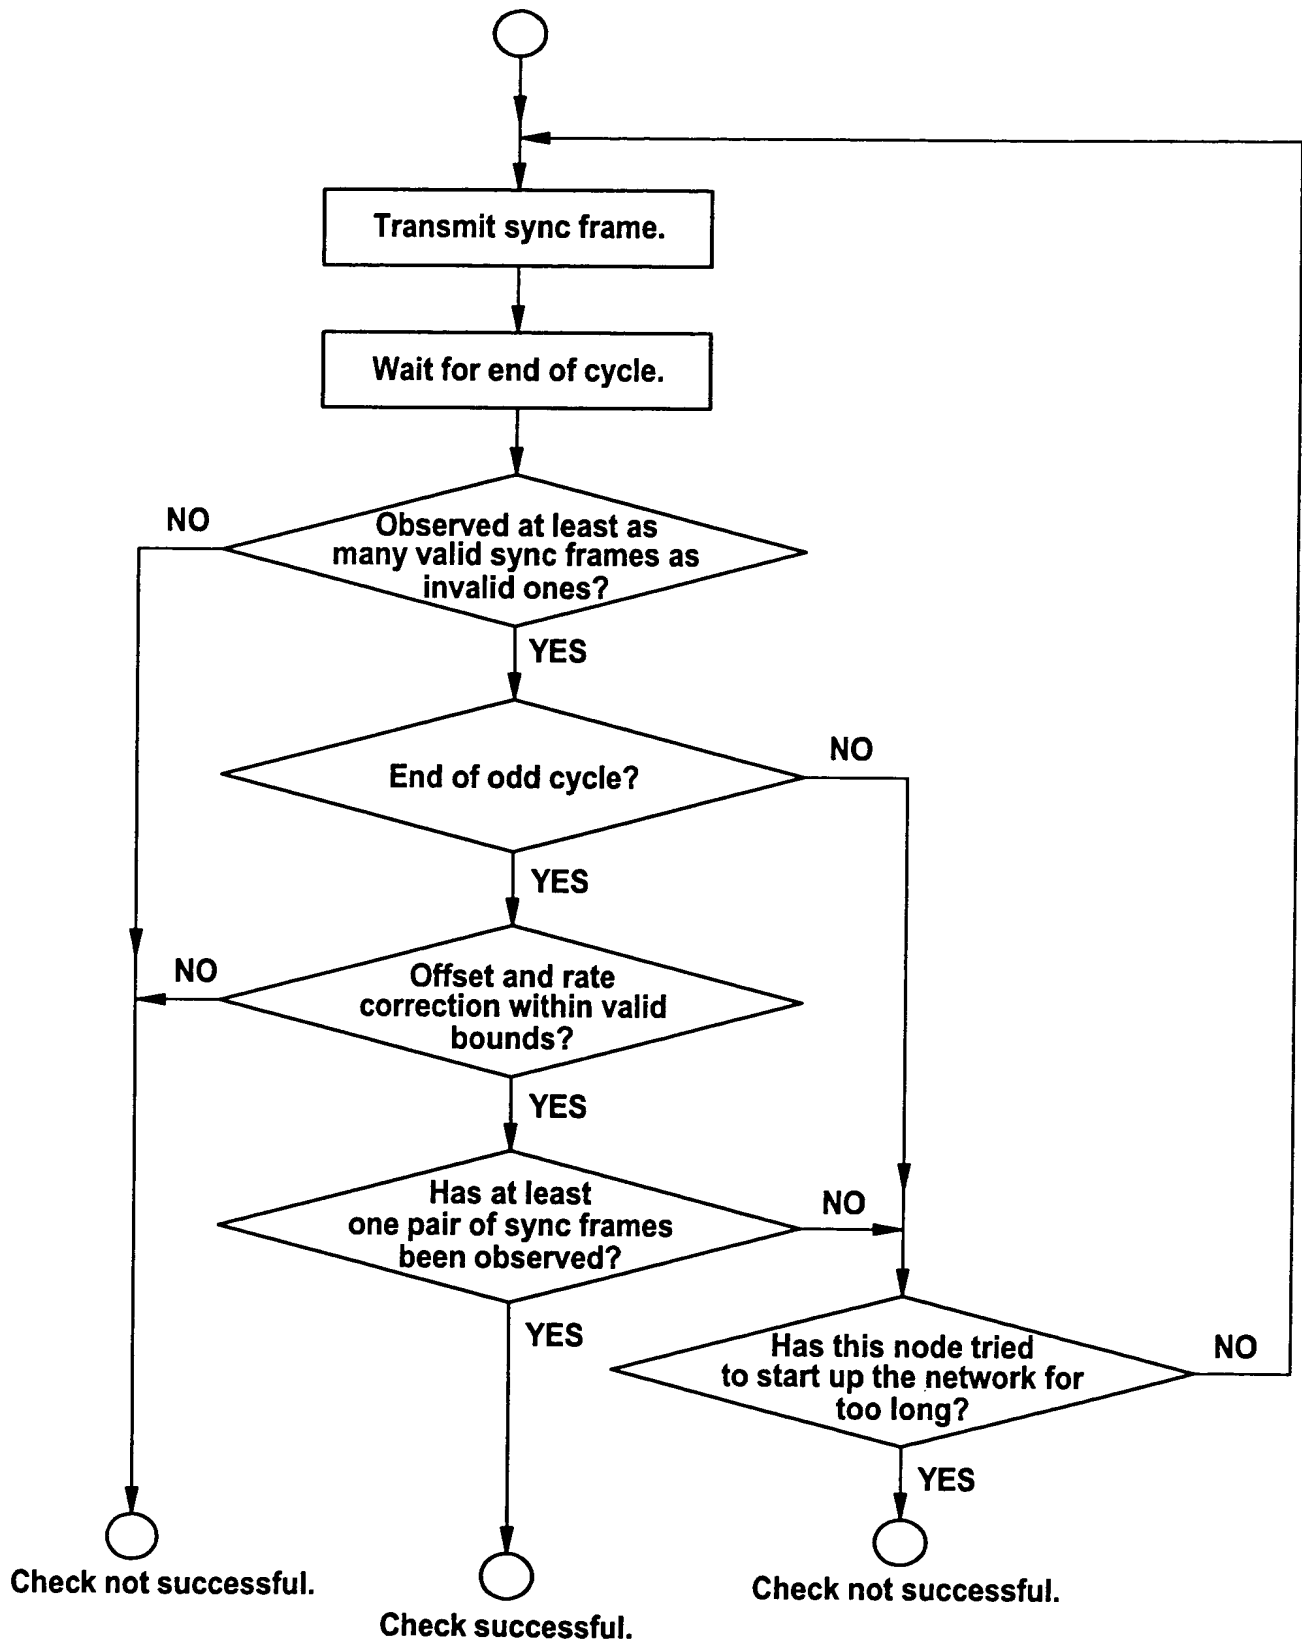 Transmit sync frame.
Wait for end of cycle.
NO
Observed at least as
many valid sync frames as
invalid ones?
YES
NO
End of odd cycle?
YES
NO
Offset and rate
correction within valid
bounds?
YES
Has at least
one pair of sync frames
been observed?
NO
YES
Has this node tried
to start up the network for
too long?
NO
YES
Check not successful.
Check successful.
Check not successful.